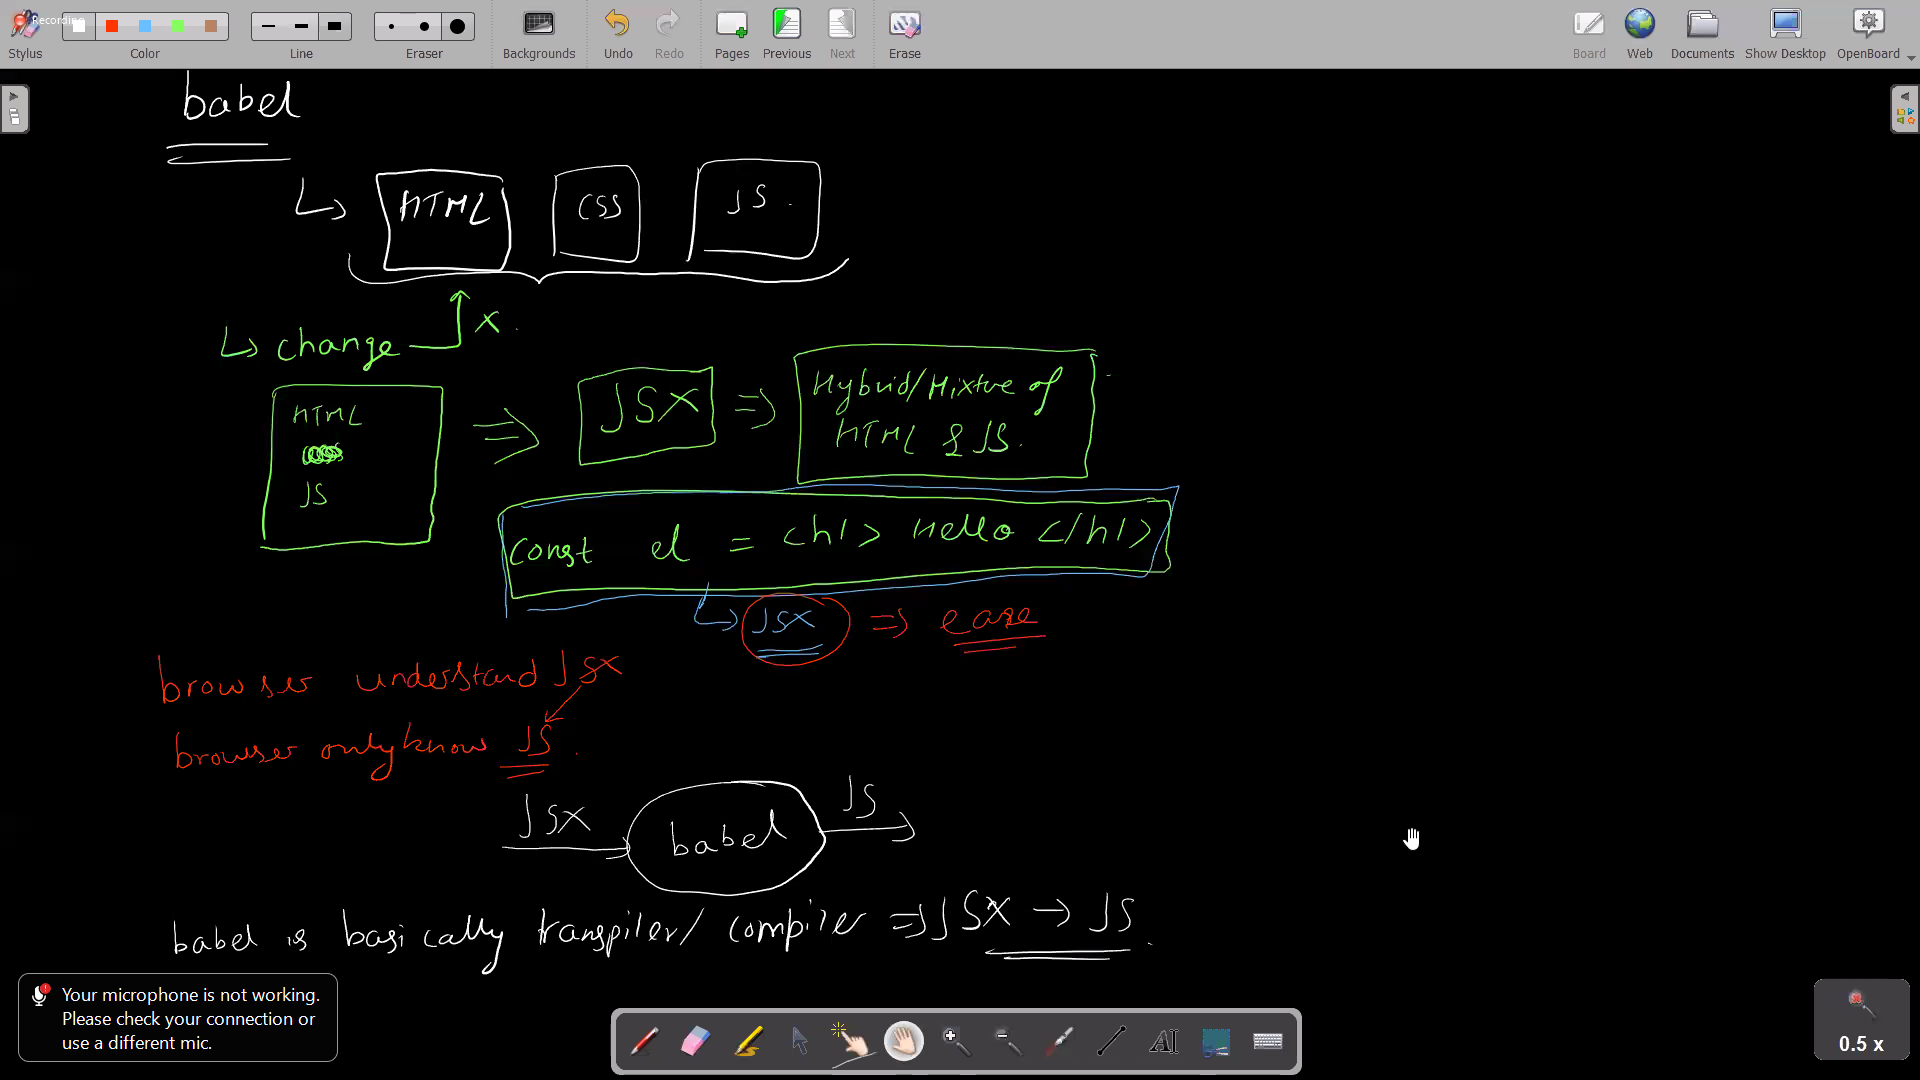 Recording
Stylus
Color
Line
Eraser
Backgrounds
Undo
Redo
Pages
Previous
Next
Erase
Board
Web
Documents
Show Desktop
OpenBoard
babel
HTML CSS JS.
change x.
HTML
JS
JSX
Hybrid/Mixture of
HTML & JS.
const el = <h1> Hello </h1>
JSX => ease
browser understand JSX
browser only know JS.
JSX babel JS
babel is basically transpiler/ compiler => JSX → JS.
Your microphone is not working.
Please check your connection or
use a different mic.
0.5 x